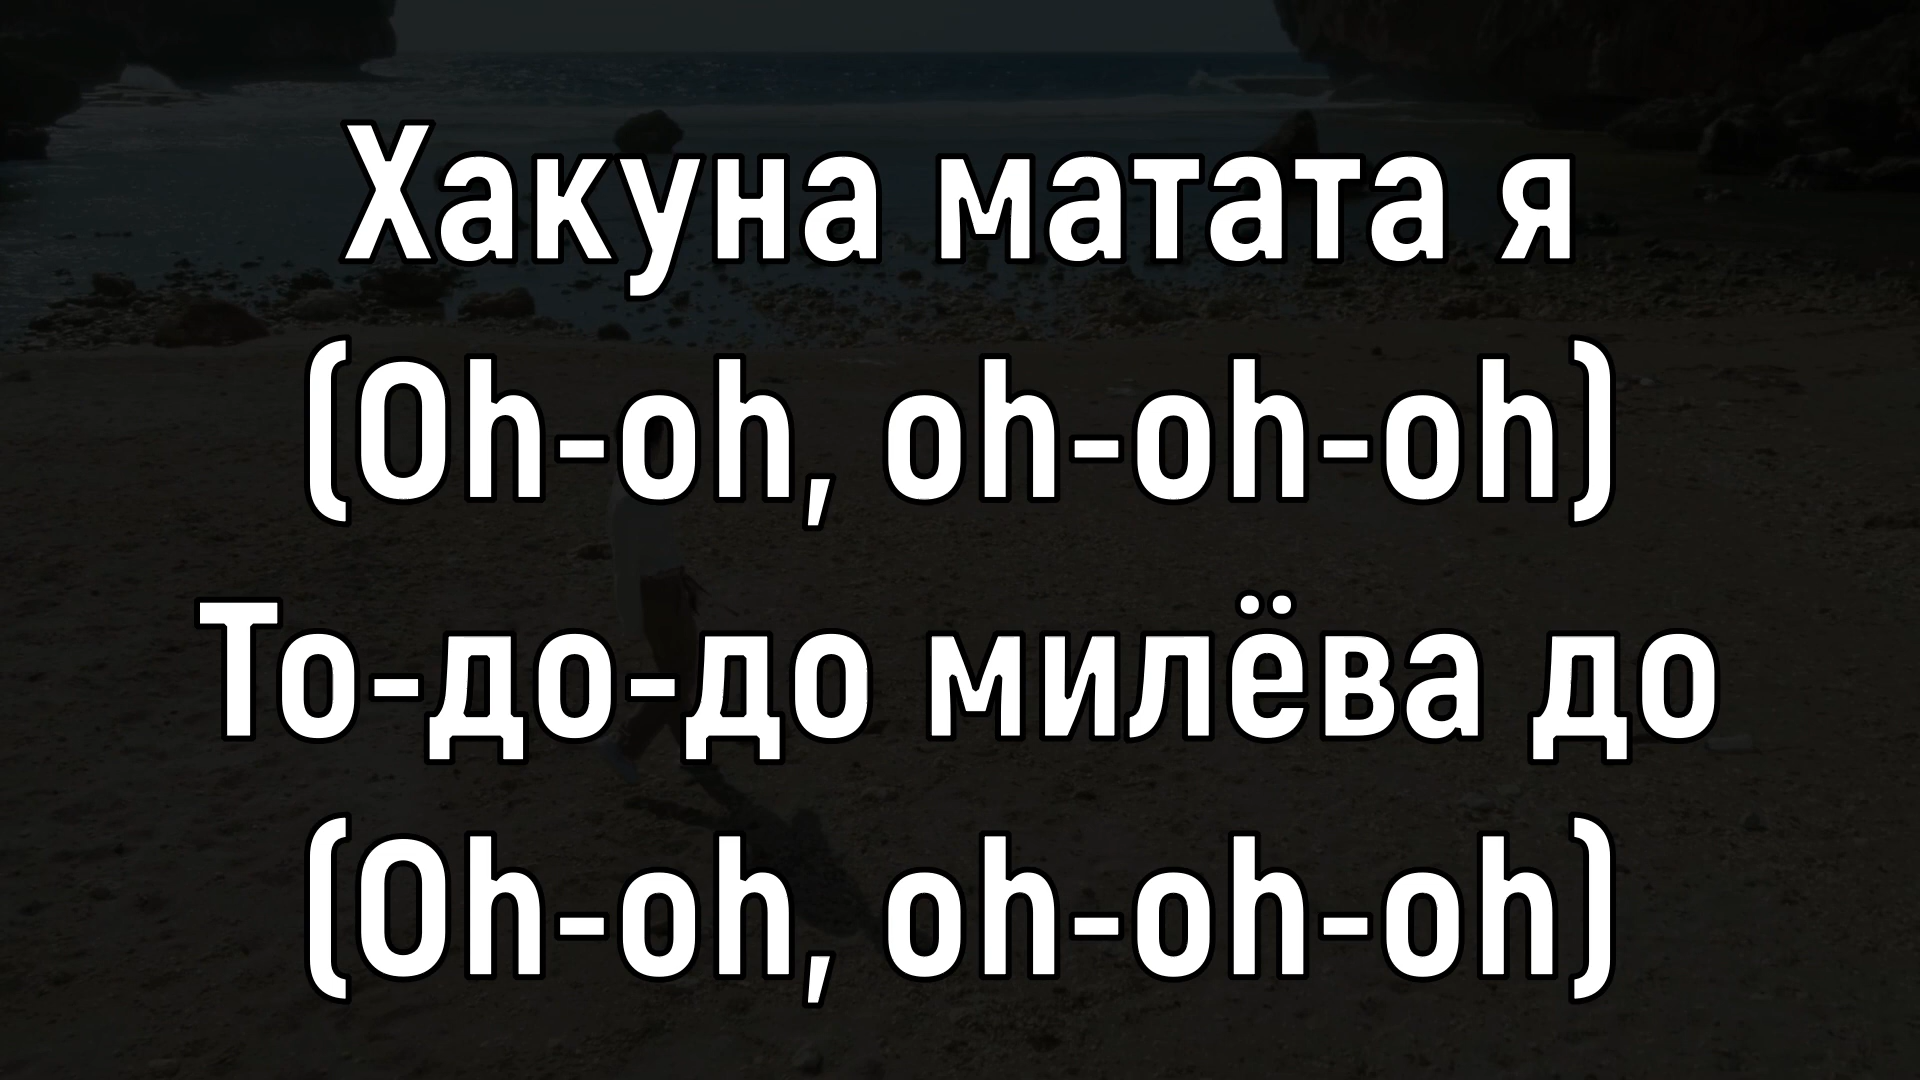 Хакуна матата я
(Oh-oh, oh-oh-oh)
То-до-до милёва до
(Oh-oh, oh-oh-oh)